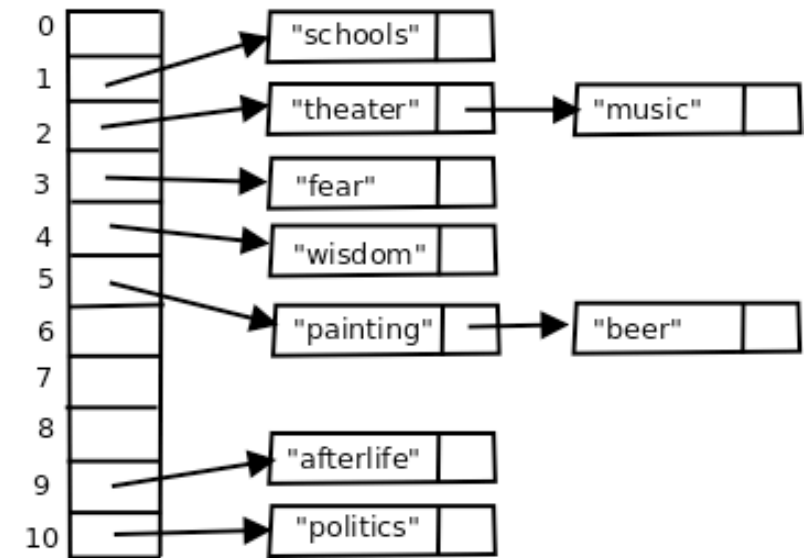 0
"schools"
1
"theater" "music"
2
3 "fear"
4
"wisdom"
5
6 "painting" "beer"
7
8
"afterlife"
9
10 "politics"